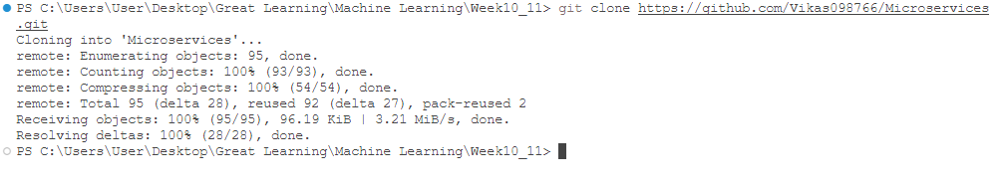 PS C:\Users\User\Desktop\Great Learning\Machine Learning\Week10_11> git clone https://github.com/Vikas098766/Microservices
.git
Cloning into 'Microservices'...
remote: Enumerating objects: 95, done.
remote: Counting objects: 100% (93/93), done.
remote: Compressing objects: 100% (54/54), done.
remote: Total 95 (delta 28), reused 92 (delta 27), pack-reused 2
Receiving objects: 100% (95/95), 96.19 KiB | 3.21 MiB/s, done.
Resolving deltas: 100% (28/28), done.
PS C:\Users\User\Desktop\Great Learning\Machine Learning\Week10_11>